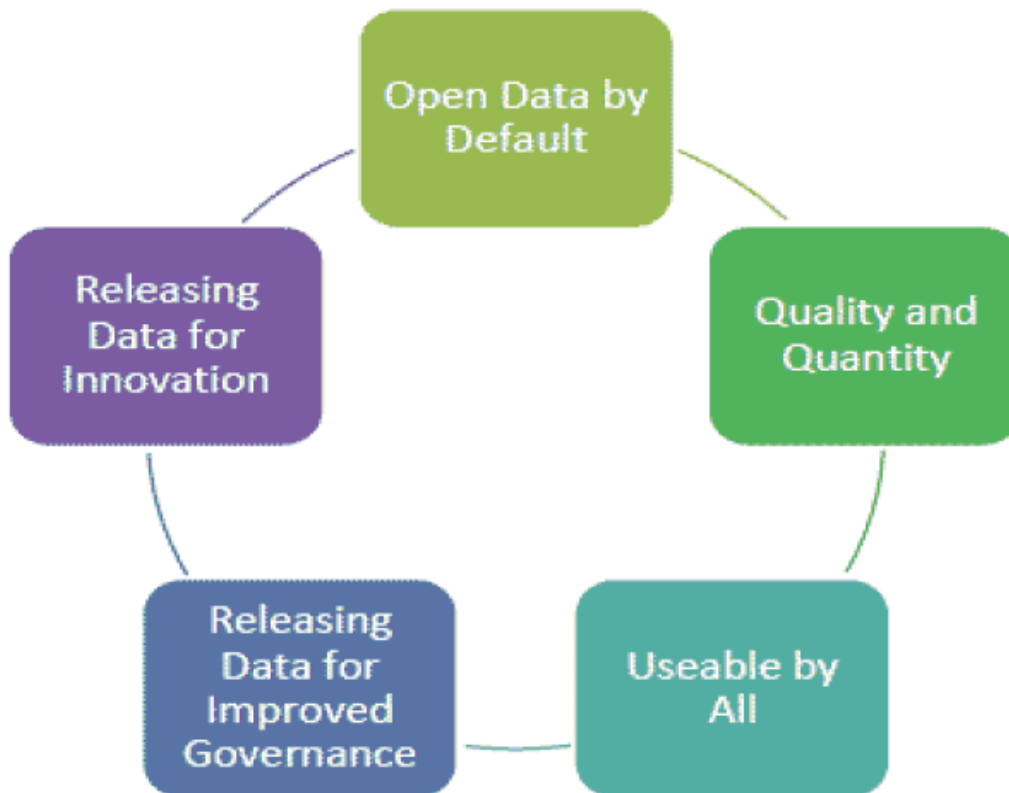 Open Data by
Default
Quality and
Quantity
Useable by
All
Releasing
Data for
Improved
Governance
Releasing
Data for
Innovation